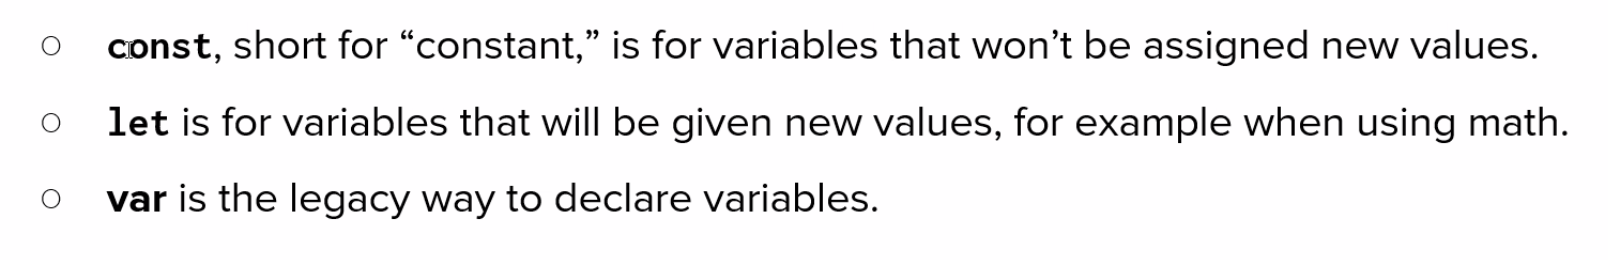 const, short for “constant,” is for variables that won’t be assigned new values.
let is for variables that will be given new values, for example when using math.
var is the legacy way to declare variables.